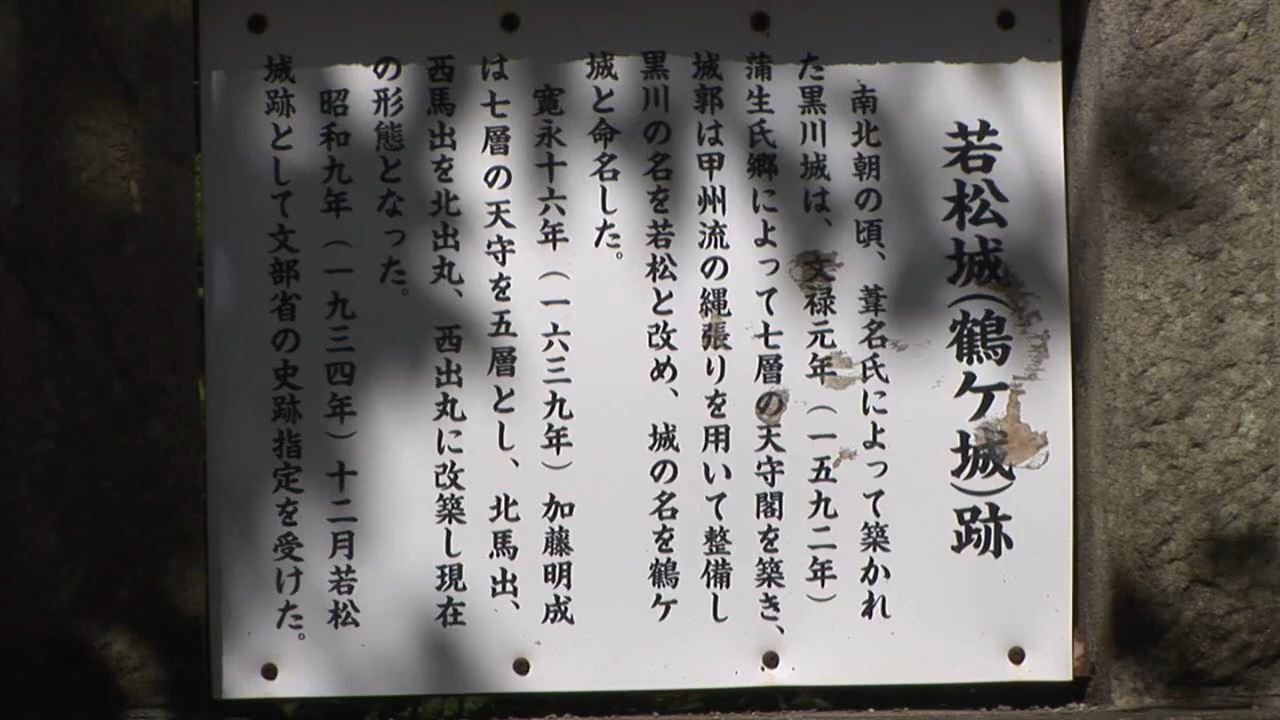 若松城(鶴ケ城)跡
南北朝の頃、葦名氏によって築かれ
た黒川城は、文禄元年（一五九二年）
蒲生氏郷によって七層の天守閣を築き、
城郭は甲州流の縄張りを用いて整備し
黒川の名を若松と改め、城の名を鶴ケ
城と命名した。
寛永十六年（一六三九年）加藤明成
は七層の天守を五層とし、北馬出、
西馬出を北出丸、西出丸に改築し現在
の形態となった。
昭和九年（一九三四年）十二月若松
城跡として文部省の史跡指定を受けた。